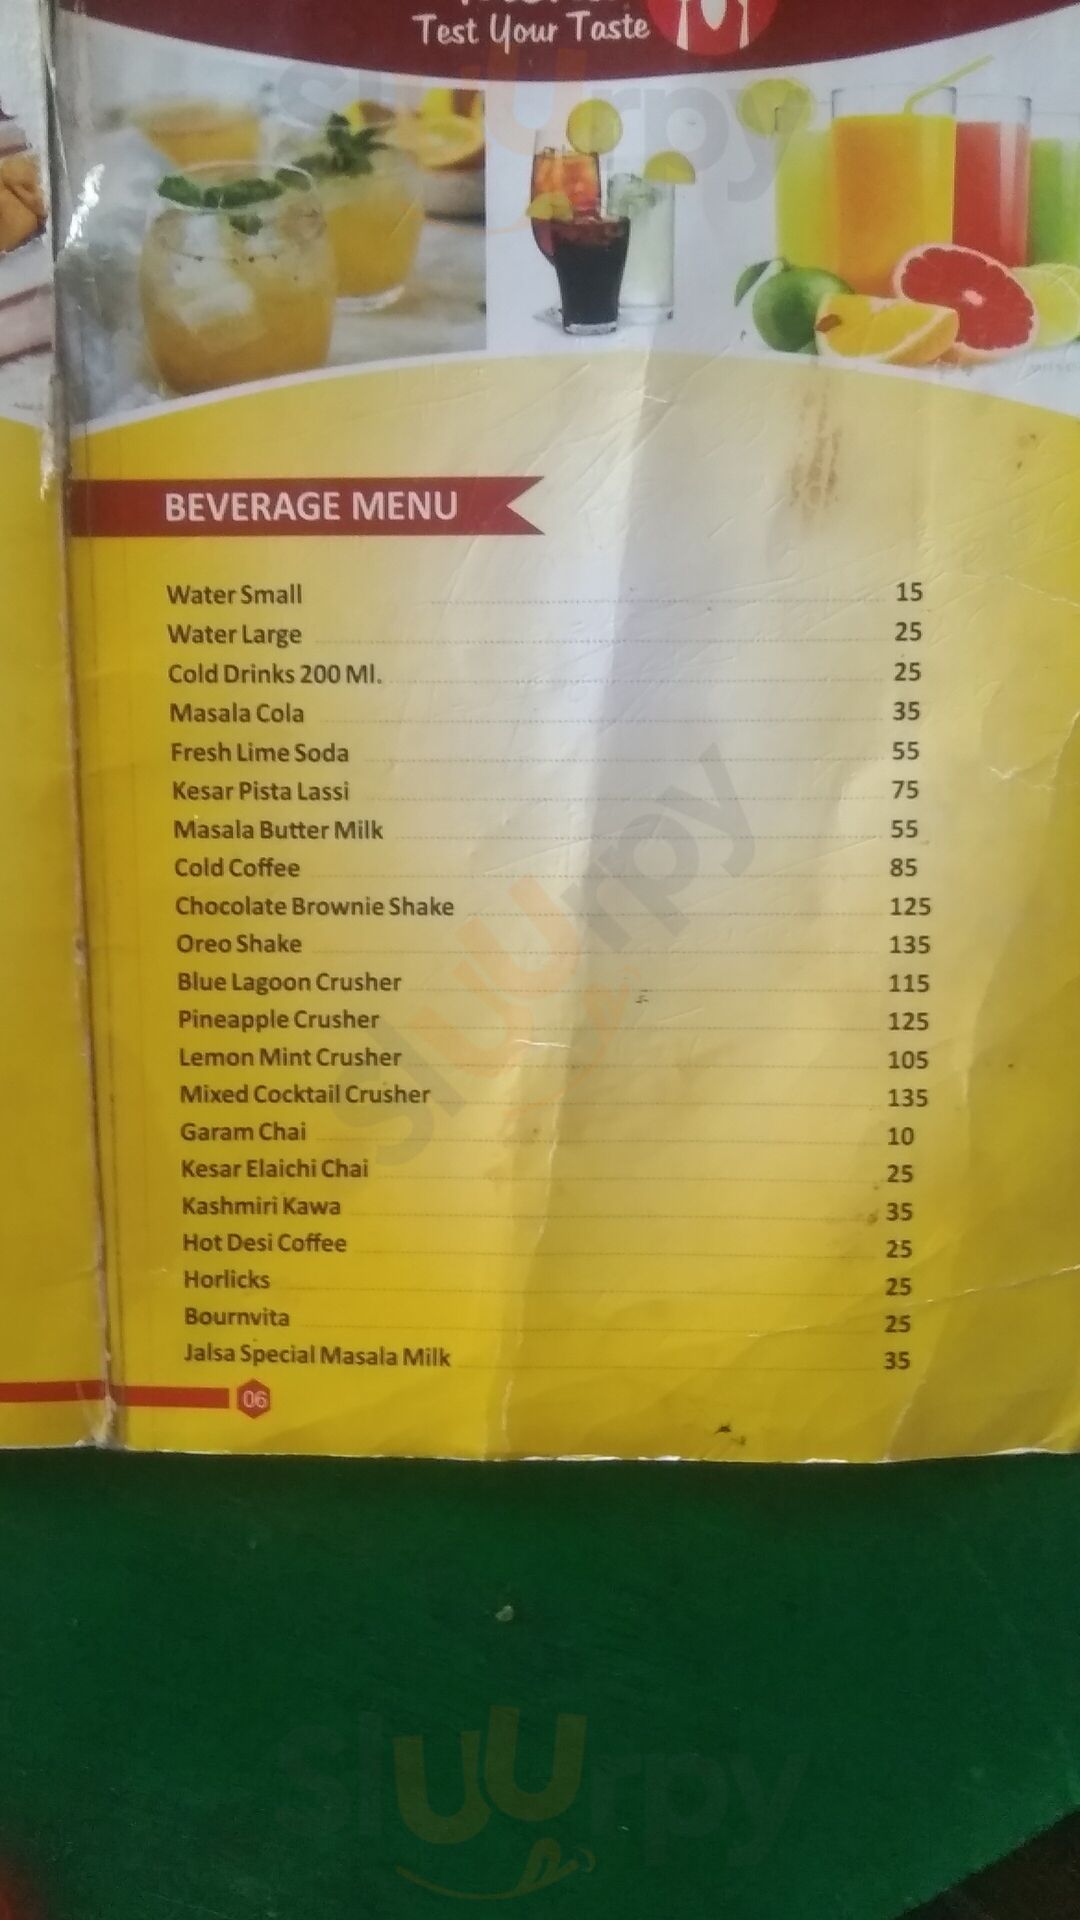 Test Your Taste
BEVERAGE MENU
Water Small 15
Water Large 25
Cold Drinks 200 Ml. 25
Masala Cola 35
Fresh Lime Soda 55
Kesar Pista Lassi 75
Masala Butter Milk 55
Cold Coffee 85
Chocolate Brownie Shake 125
Oreo Shake 135
Blue Lagoon Crusher 115
Pineapple Crusher 125
Lemon Mint Crusher 105
Mixed Cocktail Crusher 135
Garam Chai 10
Kesar Elaichi Chai 25
Kashmiri Kawa 35
Hot Desi Coffee 25
Horlicks 25
Bournvita 25
Jalsa Special Masala Milk 35
06
sluurpy
sluurpy
sluurpy